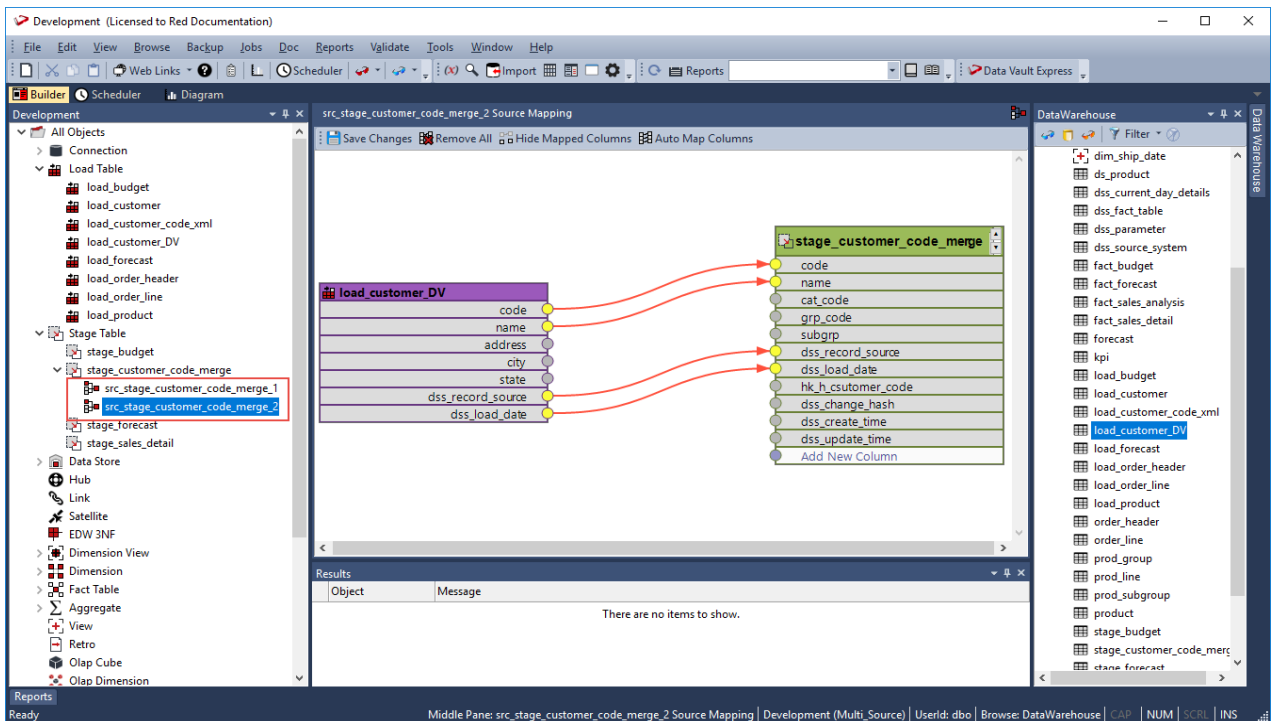 Development (Licensed to Red Documentation)
File Edit View Browse Backup Jobs Doc Reports Validate Tools Window Help
Web Links Scheduler Import Reports Data Vault Express
Builder Scheduler Diagram
Development
All Objects
Connection
Load Table
load_budget
load_customer
load_customer_code_xml
load_customer_DV
load_forecast
load_order_header
load_order_line
load_product
Stage Table
stage_budget
stage_customer_code_merge
src_stage_customer_code_merge_1
src_stage_customer_code_merge_2
stage_forecast
stage_sales_detail
Data Store
Hub
Link
Satellite
EDW 3NF
Dimension View
Dimension
Fact Table
Aggregate
View
Retro
Olap Cube
Olap Dimension
src_stage_customer_code_merge_2 Source Mapping
Save Changes Remove All Hide Mapped Columns Auto Map Columns
load_customer_DV
code
name
address
city
state
dss_record_source
dss_load_date
stage_customer_code_merge
code
name
cat_code
grp_code
subgrp
dss_record_source
dss_load_date
hk_h_csutomer_code
dss_change_hash
dss_create_time
dss_update_time
Add New Column
Results
Object Message
There are no items to show.
DataWarehouse
Filter
dim_ship_date
ds_product
dss_current_day_details
dss_fact_table
dss_parameter
dss_source_system
fact_budget
fact_forecast
fact_sales_analysis
fact_sales_detail
forecast
kpi
load_budget
load_customer
load_customer_code_xml
load_customer_DV
load_forecast
load_order_header
load_order_line
load_product
order_header
order_line
prod_group
prod_line
prod_subgroup
product
stage_budget
stage_customer_code_merg
stage_forecast
Data Warehouse
Reports
Ready Middle Pane: src_stage_customer_code_merge_2 Source Mapping Development (Multi_Source) UserId: dbo Browse: DataWarehouse CAP NUM SCRL INS